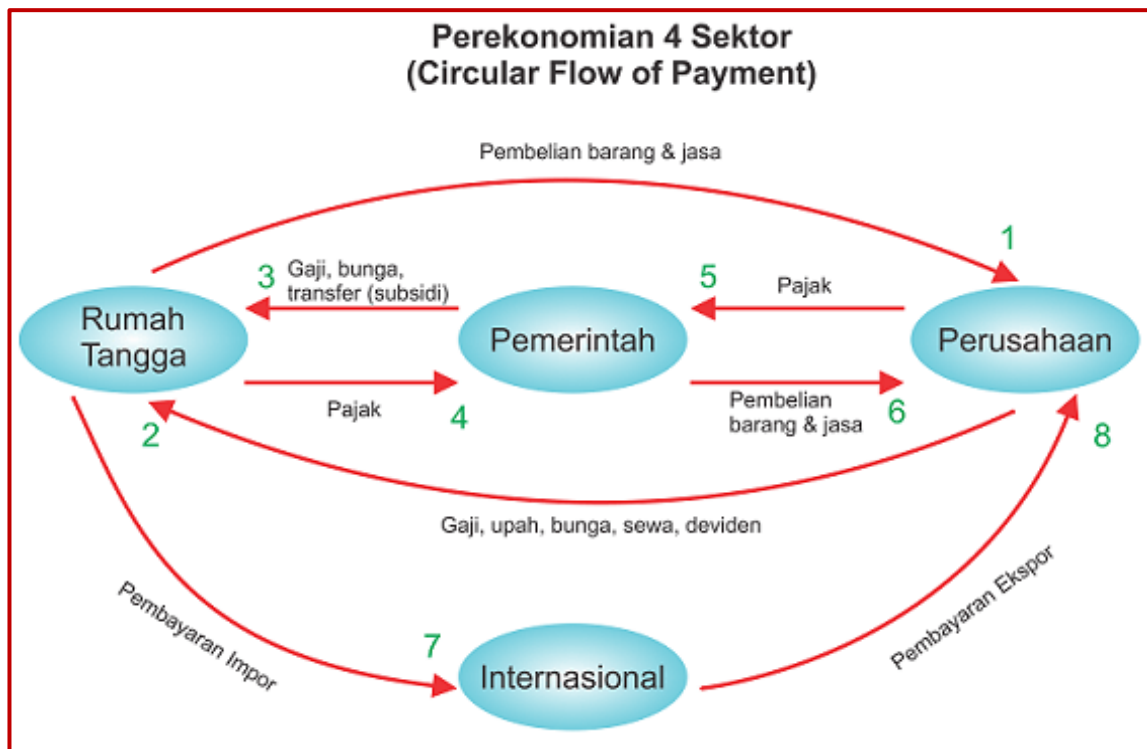 Perekonomian 4 Sektor
(Circular Flow of Payment)
Pembelian barang & jasa
1
3
Gaji, bunga,
transfer (subsidi)
5
Pajak
Rumah
Tangga
Pemerintah
Perusahaan
2
Pajak
4
Pembelian
barang & jasa
6
8
Gaji, upah, bunga, sewa, deviden
Pembayaran Impor
7
Internasional
Pembayaran Ekspor